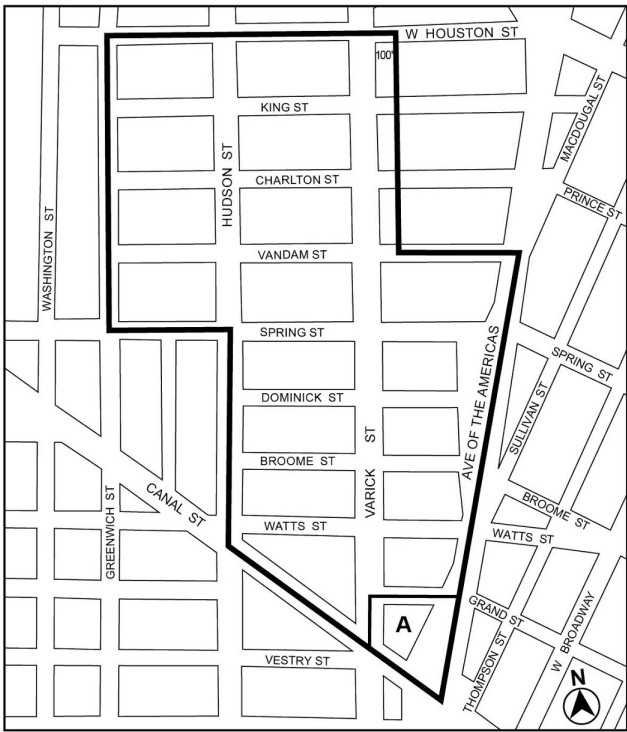 W HOUSTON ST
100'
KING ST
MACDOUGAL ST
HUDSON ST
CHARLTON ST
PRINCE ST
WASHINGTON ST
VANDAM ST
SPRING ST
AVE OF THE AMERICAS
SPRING ST
SULLIVAN ST
DOMINICK ST
VARICK ST
BROOME ST
CANAL ST
GREENWICH ST
BROOME ST
WATTS ST
WATTS ST
GRAND ST
A
W BROADWAY
THOMPSON ST
VESTRY ST
N